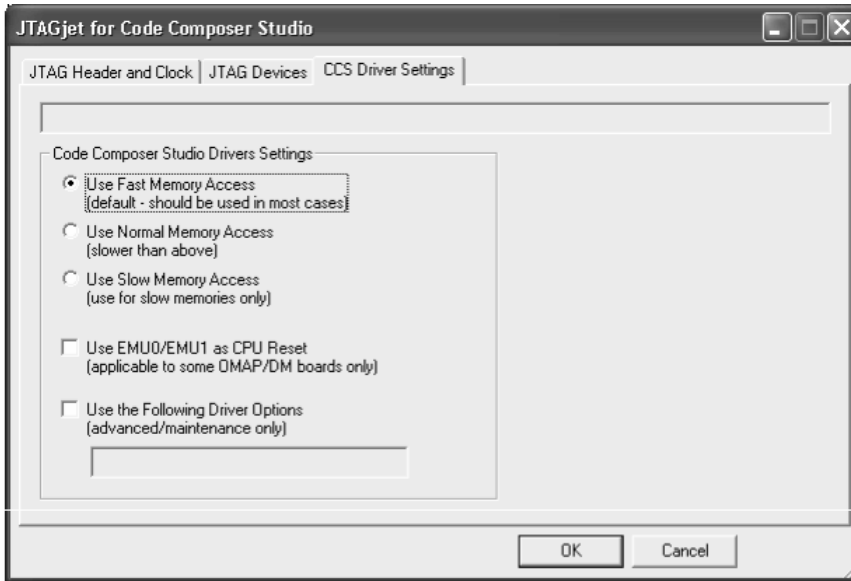 JTAGjet for Code Composer Studio
JTAG Header and Clock JTAG Devices CCS Driver Settings
Code Composer Studio Drivers Settings
Use Fast Memory Access
(default - should be used in most cases)
Use Normal Memory Access
(slower than above)
Use Slow Memory Access
(use for slow memories only)
Use EMU0/EMU1 as CPU Reset
(applicable to some OMAP/DM boards only)
Use the Following Driver Options
(advanced/maintenance only)
OK Cancel